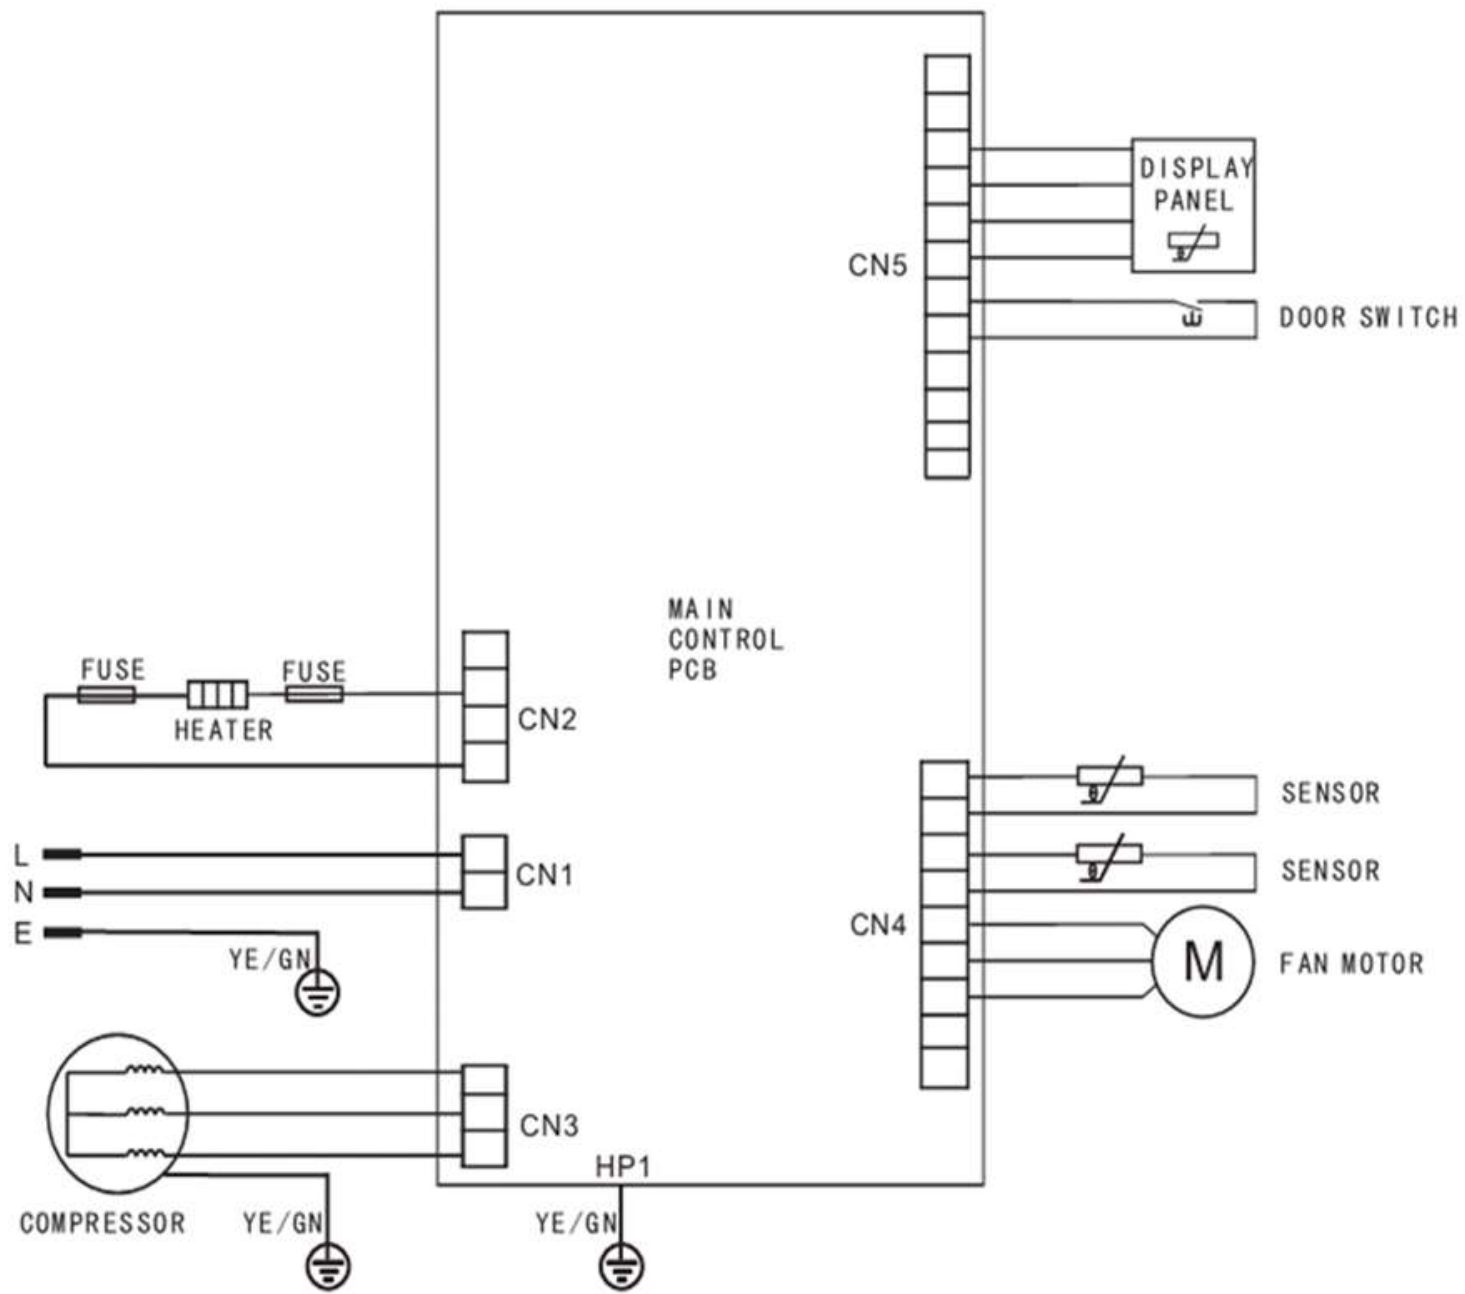 DISPLAY
PANEL
CN5
DOOR SWITCH
MAIN
CONTROL
PCB
FUSE
FUSE
HEATER
CN2
L
N
E
CN1
YE/GN
SENSOR
SENSOR
CN4
M
FAN MOTOR
CN3
HP1
COMPRESSOR
YE/GN
YE/GN